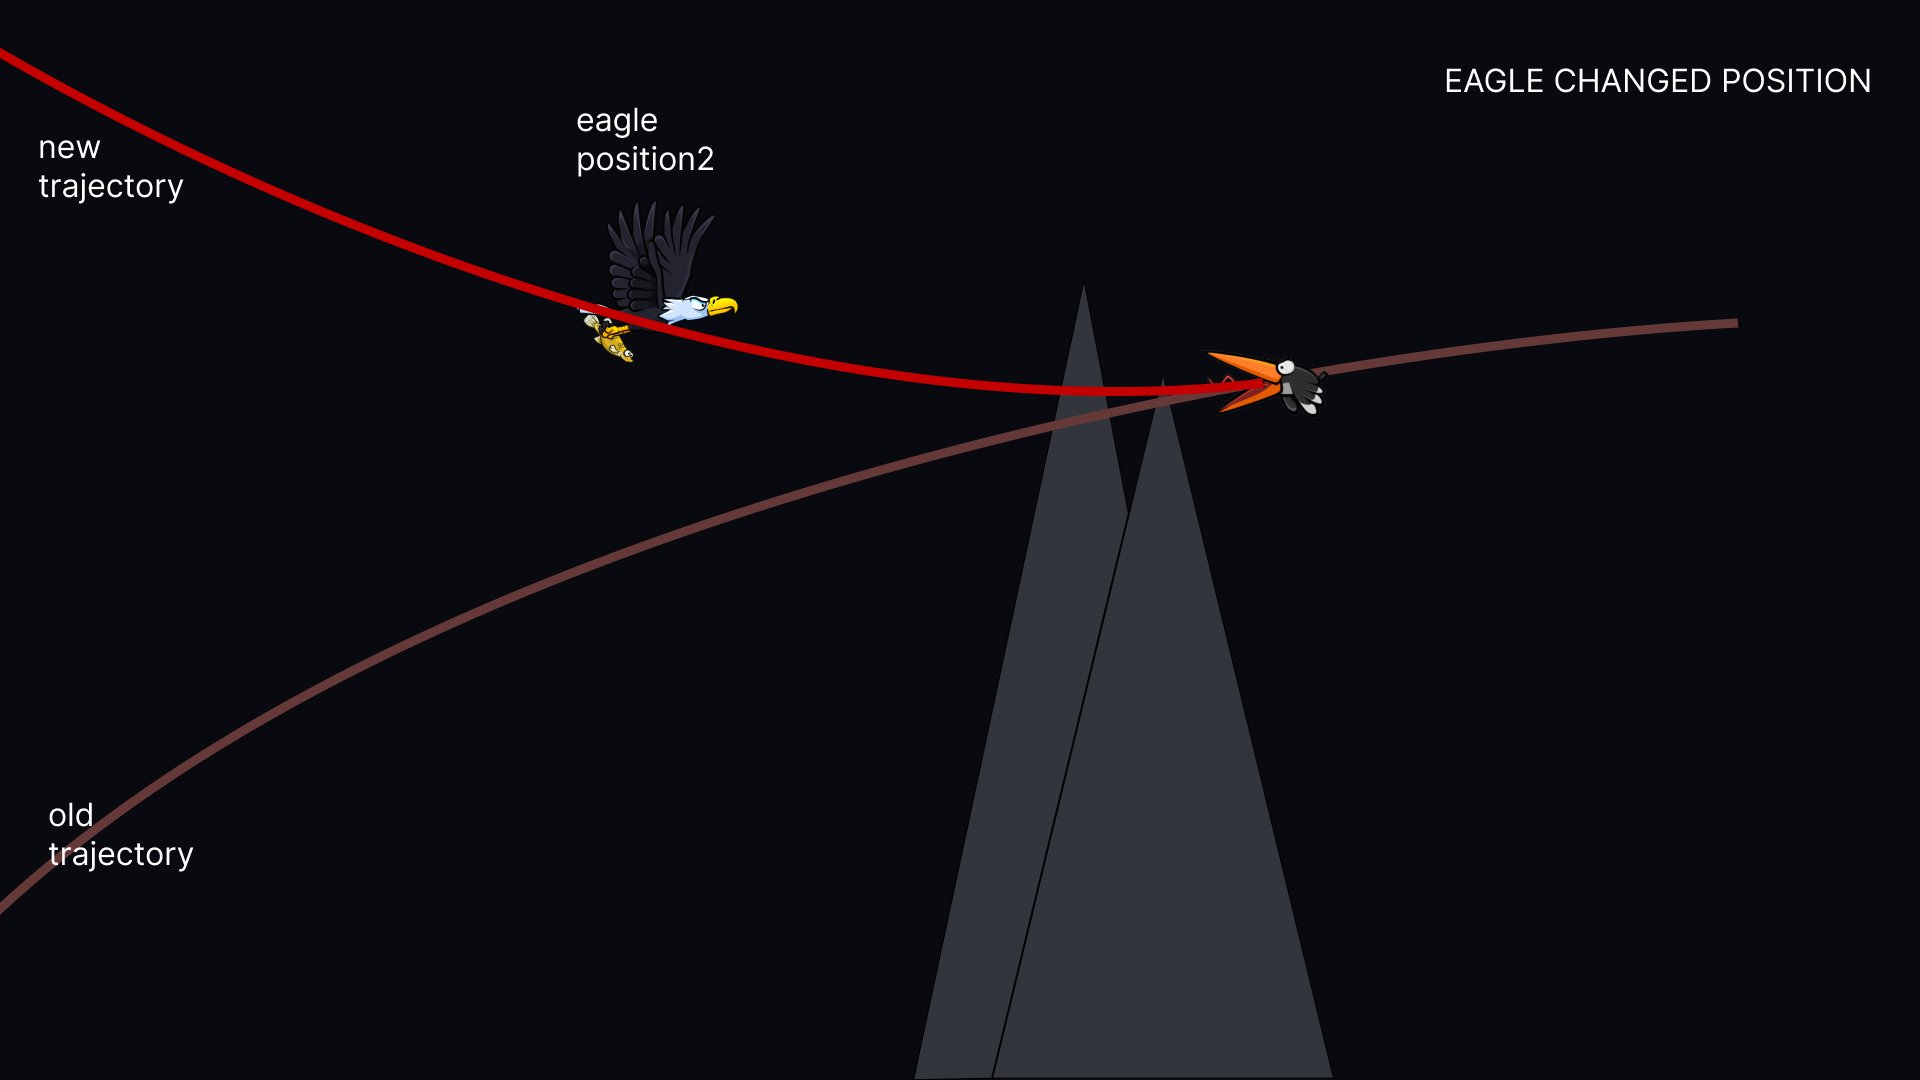 EAGLE CHANGED POSITION
eagle
position2
new
trajectory
old
trajectory